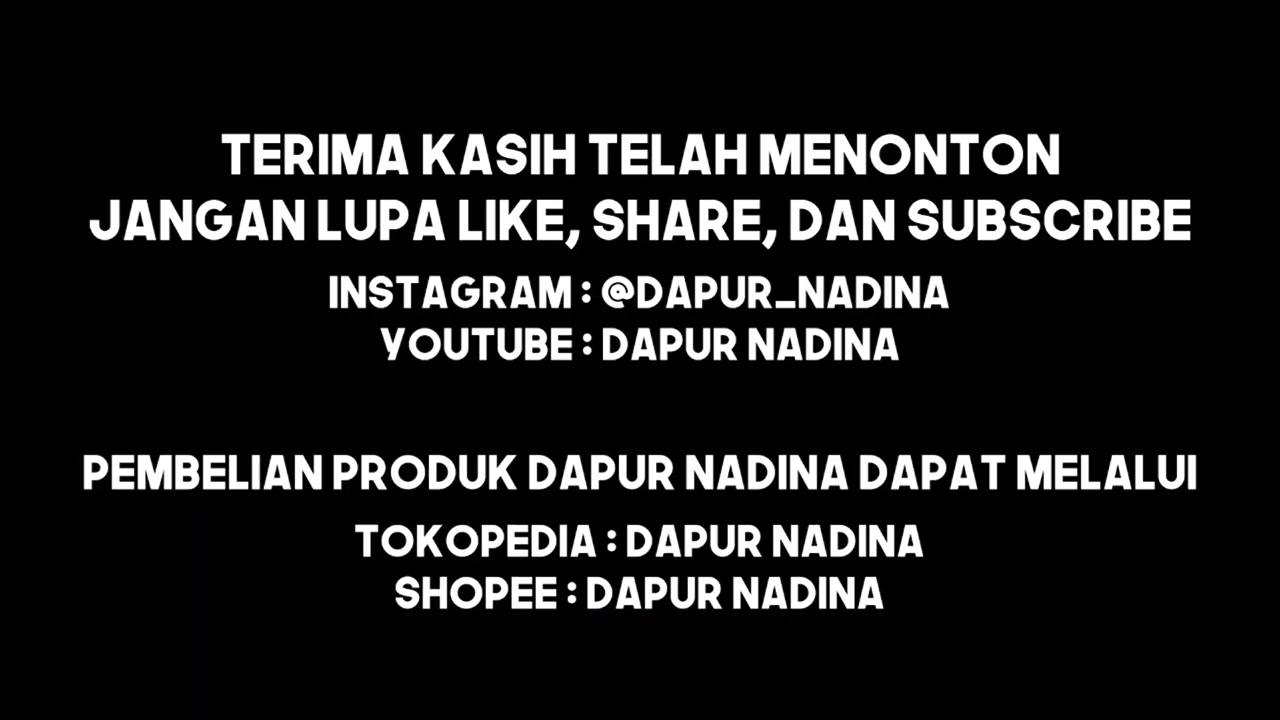 TERIMA KASIH TELAH MENONTON
JANGAN LUPA LIKE, SHARE, DAN SUBSCRIBE
INSTAGRAM : @DAPUR_NADINA
YOUTUBE : DAPUR NADINA
PEMBELIAN PRODUK DAPUR NADINA DAPAT MELALUI
TOKOPEDIA : DAPUR NADINA
SHOPEE : DAPUR NADINA